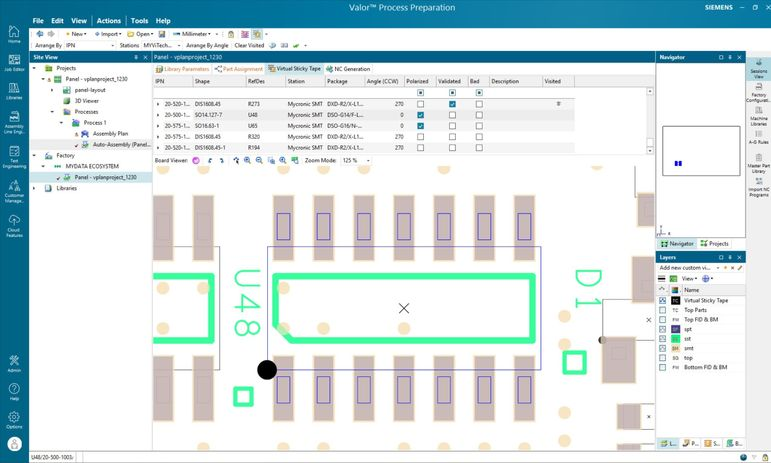 Valor™ Process Preparation
SIEMENS
File Edit View Actions Tools Help
New Import Open Millimeter
Arrange By IPN Stations MYViTech... Arrange By Angle Clear Visited
Home
Job Editor
Libraries
Assembly Line Engi...
Test Engineering
Customer Manage...
Cloud Features
Admin
Help
Options
Site View
Projects
Panel - vplanproject_1230
panel-layout
3D Viewer
Processes
Process 1
Assembly Plan
Auto-Assembly (Panel...
Factory
MYDATA ECOSYSTEM
Panel - vplanproject_1230
Libraries
Panel - vplanproject_1230
Library Parameters Part Assignment Virtual Sticky Tape NC Generation
IPN Shape RefDes Station Package Angle (CCW) Polarized Validated Bad Description Visited
20-520-1... DIS1608.45 R273 Mycronic SMT DXD-R2/X-L1... 270
20-500-1... SO14.127-7 U48 Mycronic SMT DSO-G14/F-L... 0
20-575-1... SO16.63-1 U65 Mycronic SMT DSO-G16/N-... 0
20-575-1... DIS1608.45 R320 Mycronic SMT DXD-R2/X-L1... 270
20-520-1... DIS1608.45-1 R194 Mycronic SMT DXD-R2/X-L1... 270
Board Viewer: Zoom Mode: 125 %
U48
D1
Navigator
Navigator Projects
Layers
Add new custom vi...
View
Name
TC Virtual Sticky Tape
TC Top Parts
FM Top FID & BM
SP spt
SS sst
SM smt
SQ top
FM Bottom FID & BM
L... P... S... B...
Sessions View
Factory Configurat...
Machine Libraries
A-G Rules
Master Part Library
Import NC Programs
U48/20-500-1003